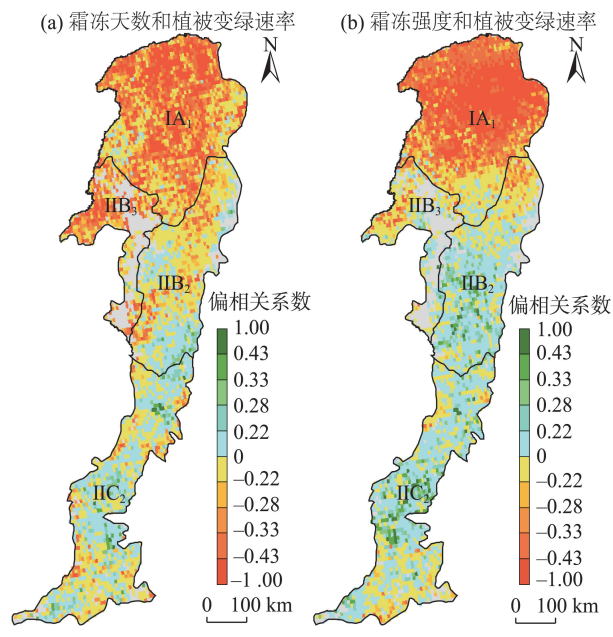 (a) 霜冻天数和植被变绿速率
N
IA₁
IIB₃
IIB₂
IIC₂
偏相关系数
1.00
0.43
0.33
0.28
0.22
0
−0.22
−0.28
−0.33
−0.43
−1 00
0 100 km
(b) 霜冻强度和植被变绿速率
N
IA₁
IIB₃
IIB₂
IIC₂
偏相关系数
1.00
0.43
0.33
0.28
0.22
0
−0.22
−0.28
−0.33
−0.43
−1.00
0 100 km